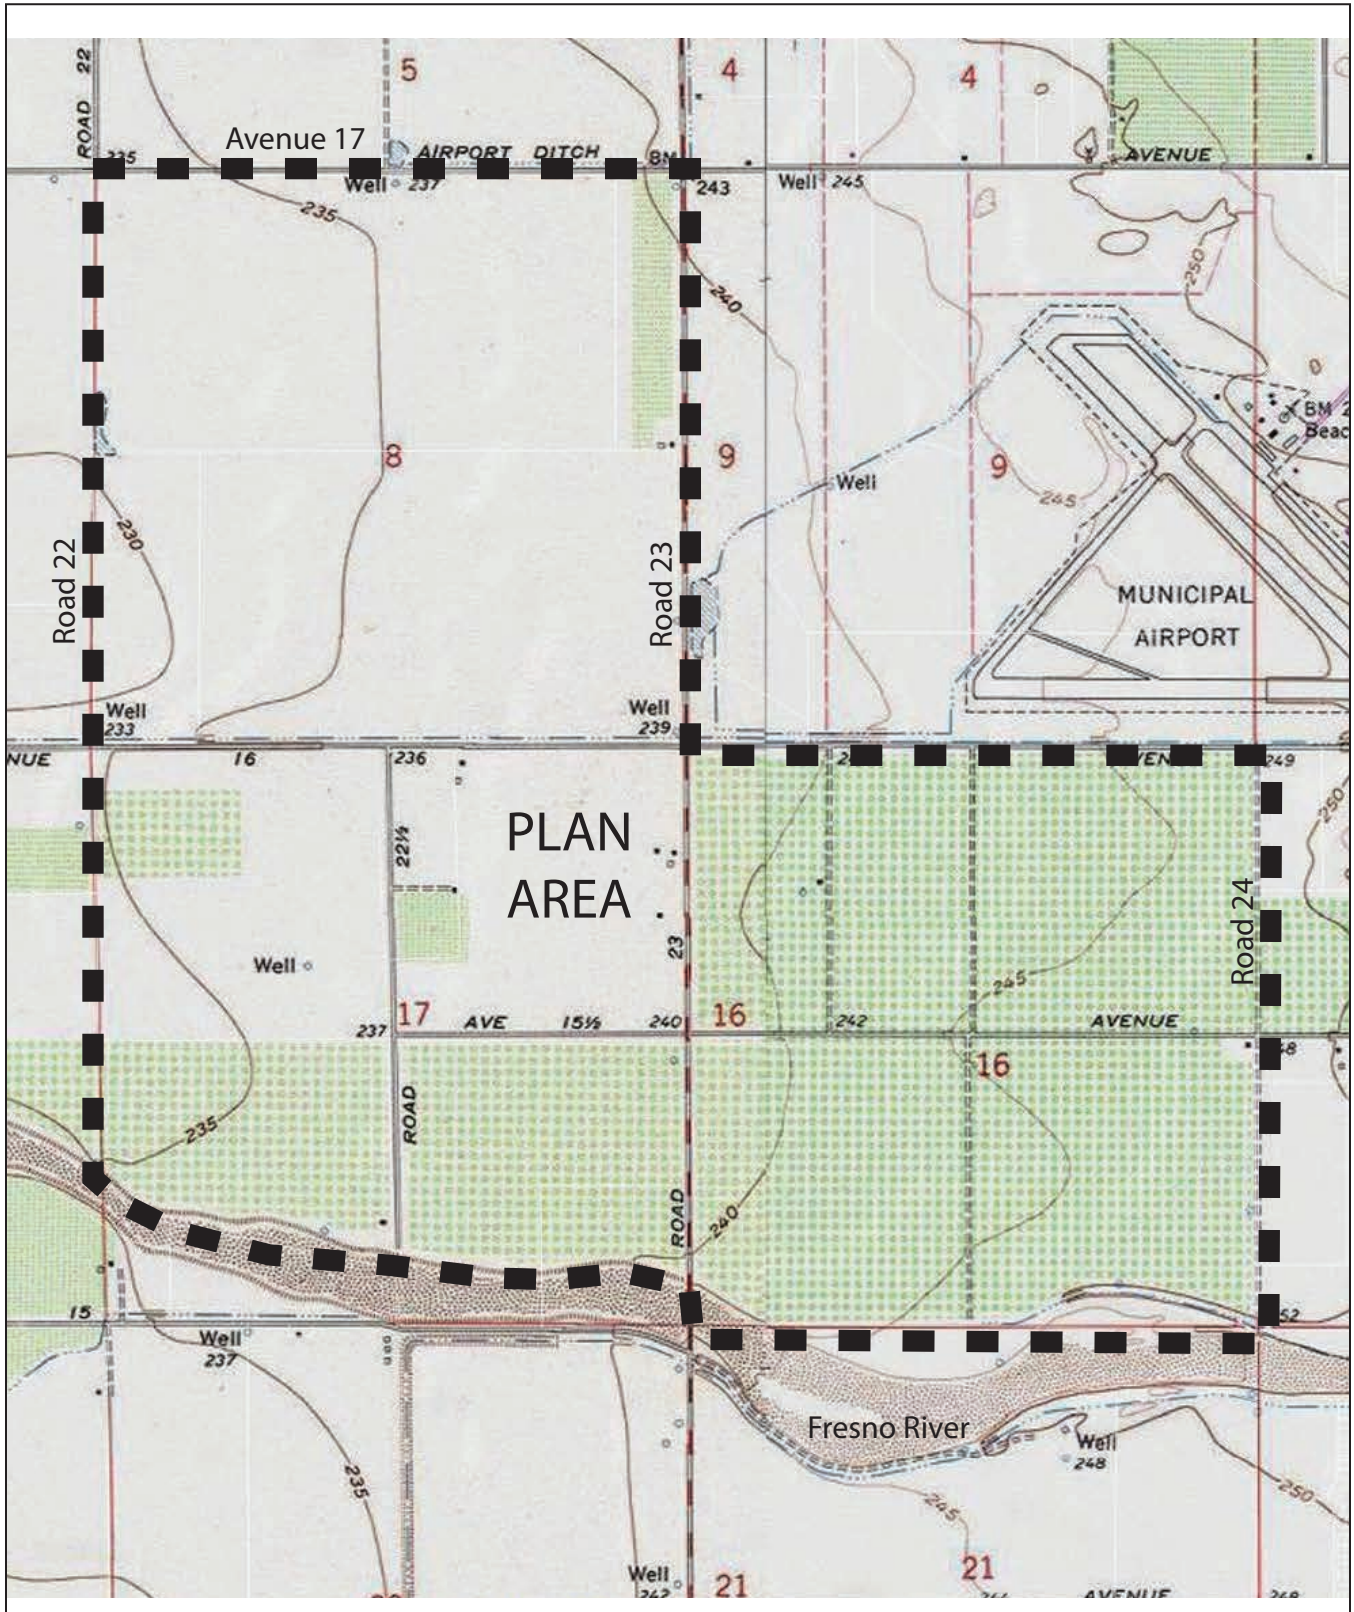 ROAD 22
5
4
4
Avenue 17
235
AIRPORT DITCH
BM
AVENUE
Well
237
243
Well
245
235
250
240
8
9
9
Well
245
BM
230
Road 22
Road 23
MUNICIPAL
AIRPORT
Well
233
Well
239
NUE
16
236
249
PLAN
AREA
22½
250
23
Road 24
Well
245
17
AVE
15½
237
240
16
242
AVENUE
16
235
ROAD
ROAD
240
15
52
Well
237
Fresno River
Well
248
235
245
250
Well
242
21
21
AVENUE